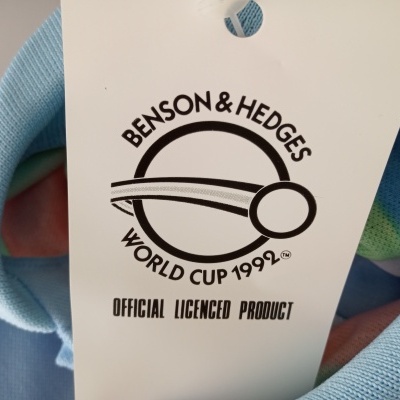 BENSON & HEDGES
WORLD CUP 1992™
OFFICIAL LICENCED PRODUCT